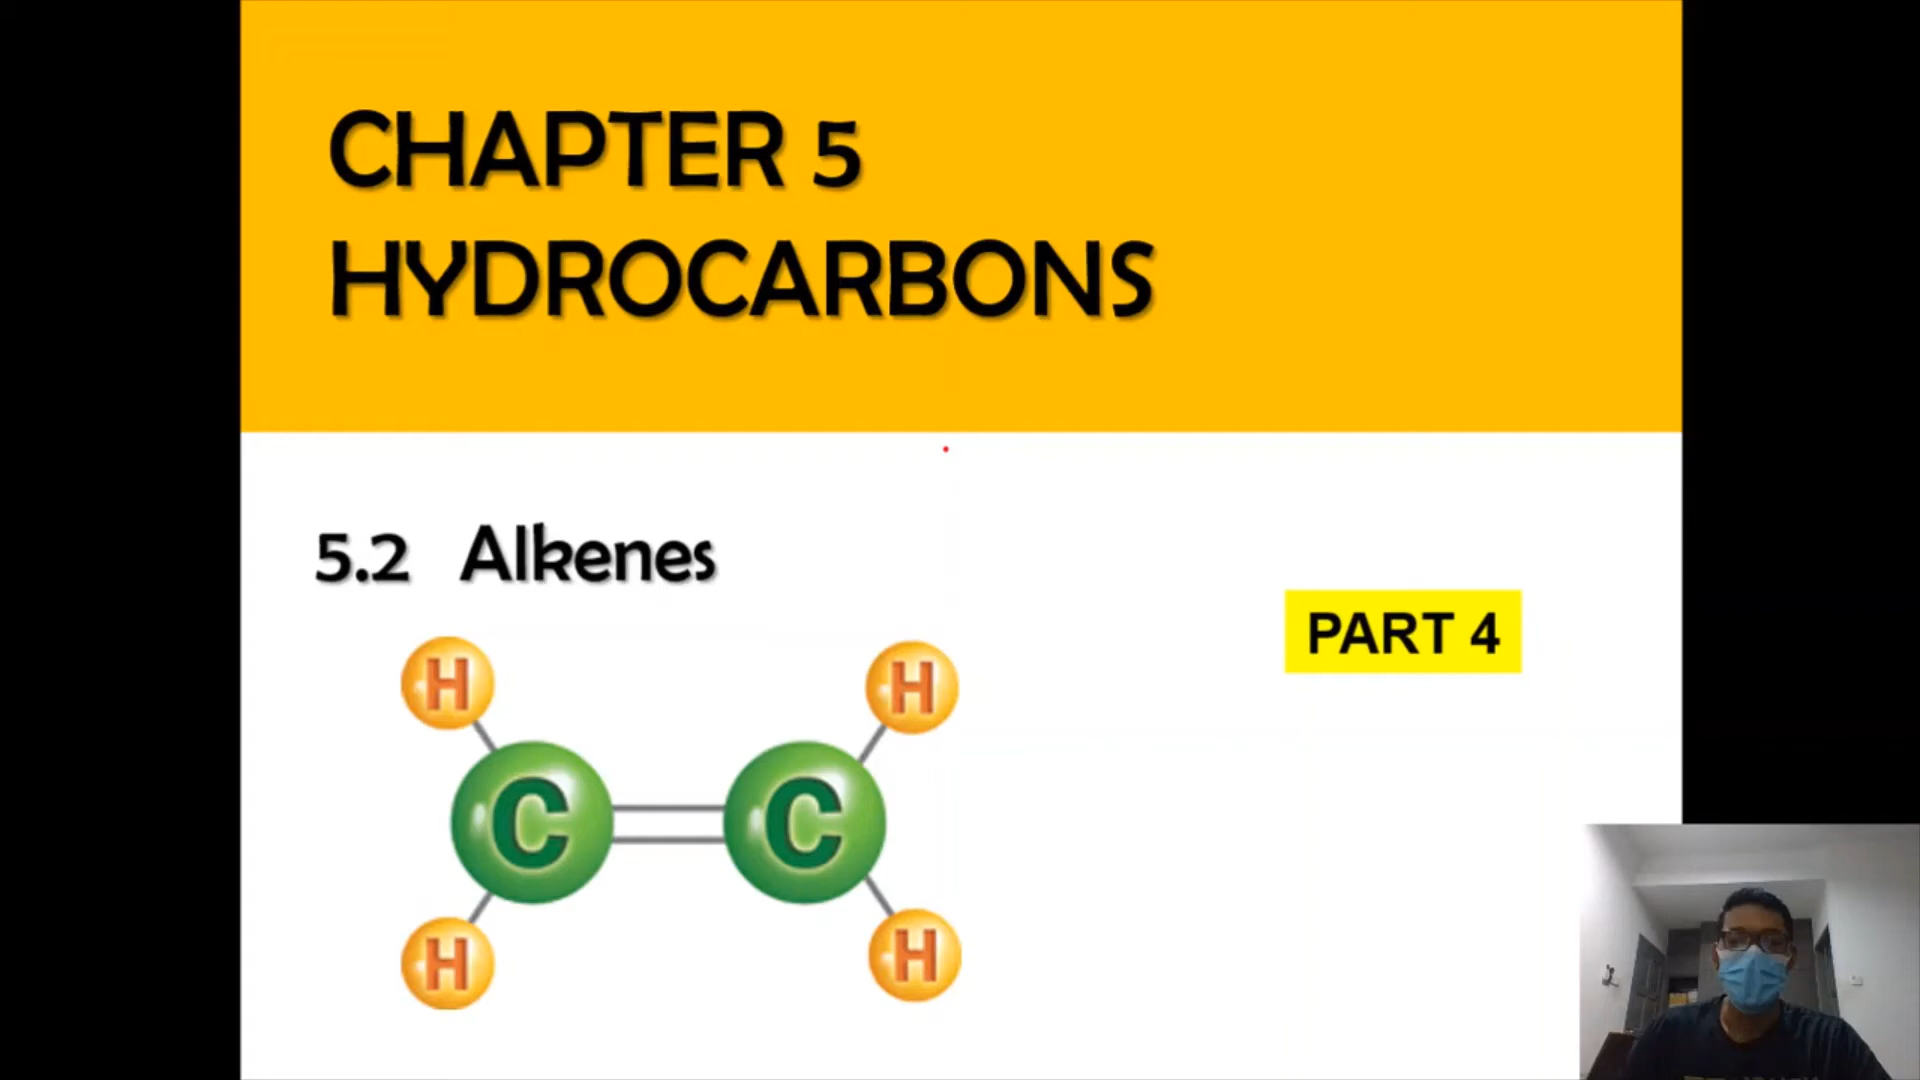 CHAPTER 5
HYDROCARBONS
5.2 Alkenes
PART 4
H H
C C
H H